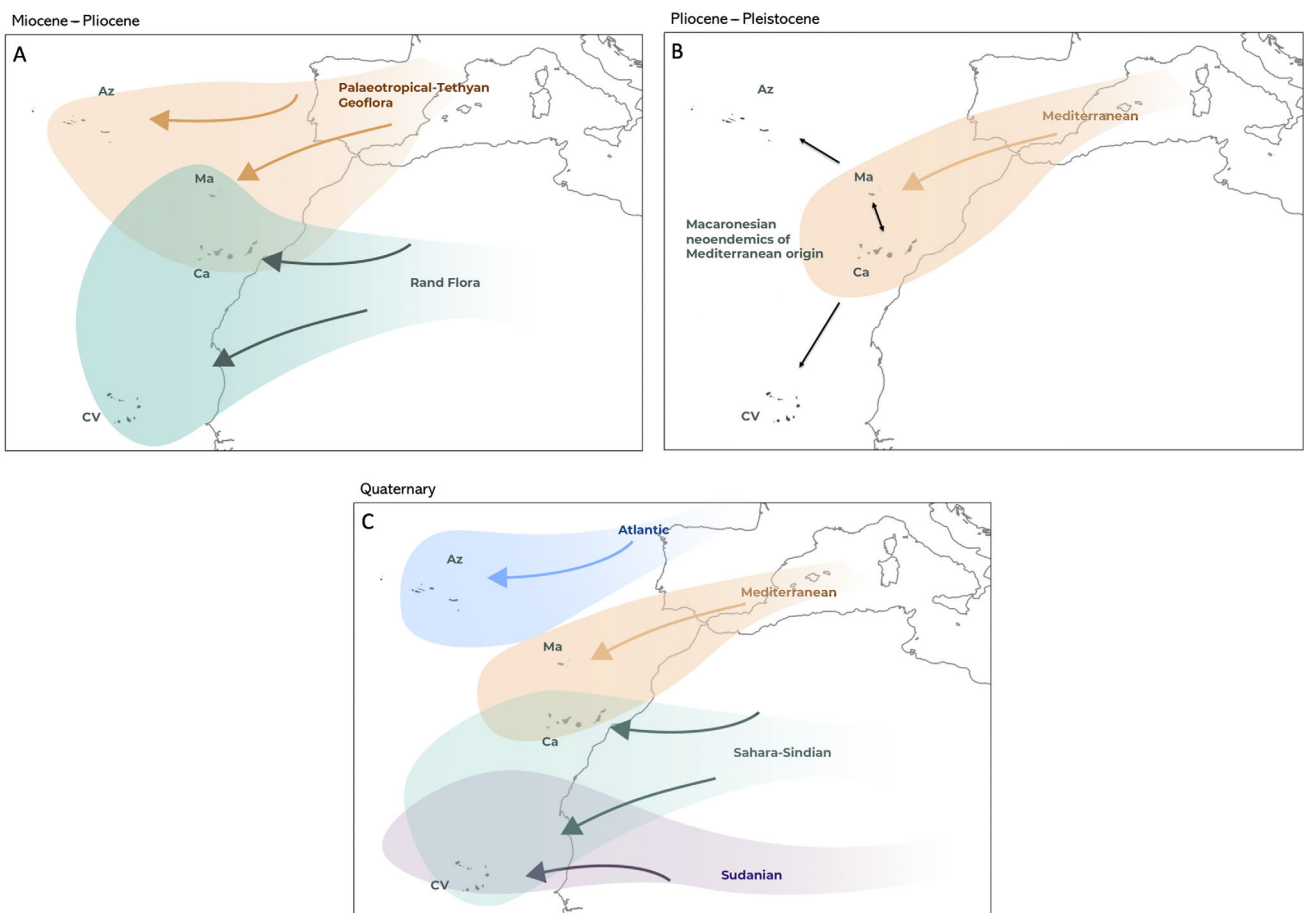 Miocene – Pliocene
A
Az
Palaeotropical-Tethyan
Geoflora
Ma
Ca
Rand Flora
CV
Pliocene – Pleistocene
B
Az
Mediterranean
Ma
Macaronesian
neoendemics of
Mediterranean origin
Ca
CV
Quaternary
C
Atlantic
Az
Mediterranean
Ma
Ca
Sahara-Sindian
Sudanian
CV